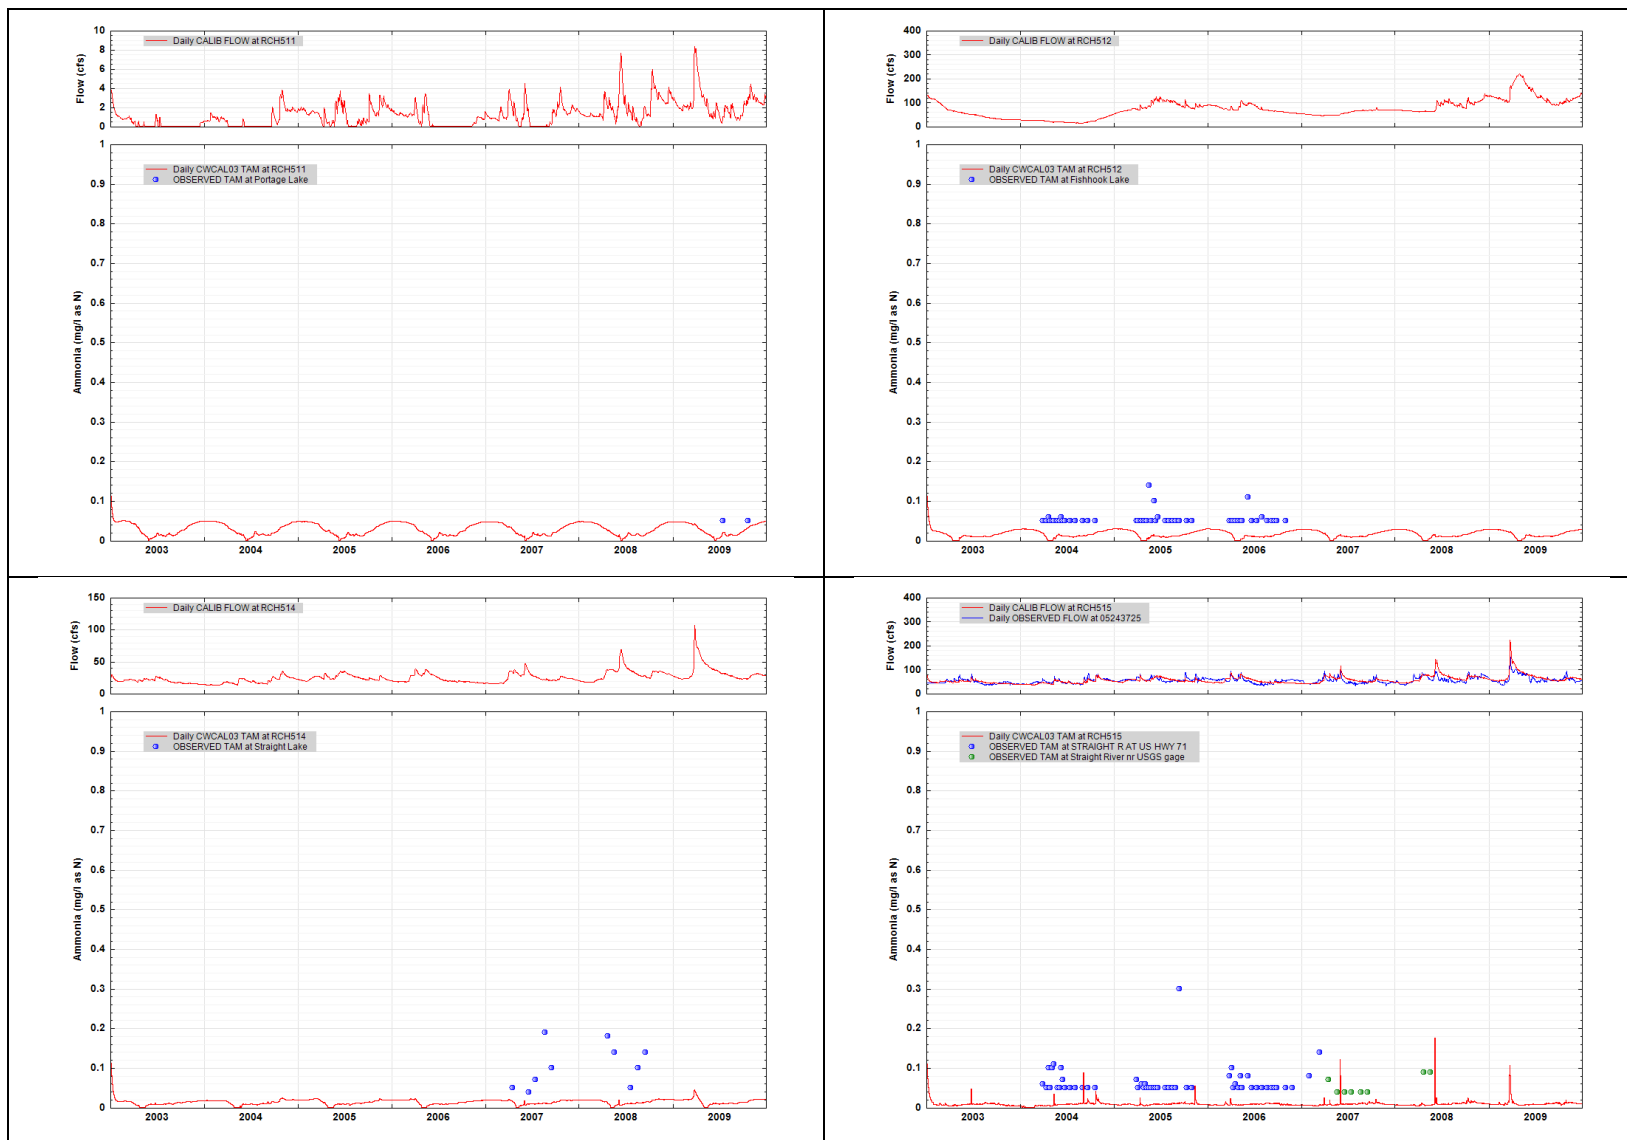 10
8
6
4
2
0
Flow (cfs)
Daily CALIB FLOW at RCH511
1
0.9
0.8
0.7
0.6
0.5
0.4
0.3
0.2
0.1
0
Ammonia (mg/l as N)
Daily CWCAL03 TAM at RCH511
OBSERVED TAM at Portage Lake
2003 2004 2005 2006 2007 2008 2009
400
300
200
100
0
Flow (cfs)
Daily CALIB FLOW at RCH512
1
0.9
0.8
0.7
0.6
0.5
0.4
0.3
0.2
0.1
0
Ammonia (mg/l as N)
Daily CWCAL03 TAM at RCH512
OBSERVED TAM at Fishhook Lake
2003 2004 2005 2006 2007 2008 2009
150
100
50
0
Flow (cfs)
Daily CALIB FLOW at RCH514
1
0.9
0.8
0.7
0.6
0.5
0.4
0.3
0.2
0.1
0
Ammonia (mg/l as N)
Daily CWCAL03 TAM at RCH514
OBSERVED TAM at Straight Lake
2003 2004 2005 2006 2007 2008 2009
400
300
200
100
0
Flow (cfs)
Daily CALIB FLOW at RCH515
Daily OBSERVED FLOW at 05243725
1
0.9
0.8
0.7
0.6
0.5
0.4
0.3
0.2
0.1
0
Ammonia (mg/l as N)
Daily CWCAL03 TAM at RCH515
OBSERVED TAM at STRAIGHT R AT US HWY 71
OBSERVED TAM at Straight River nr USGS gage
2003 2004 2005 2006 2007 2008 2009